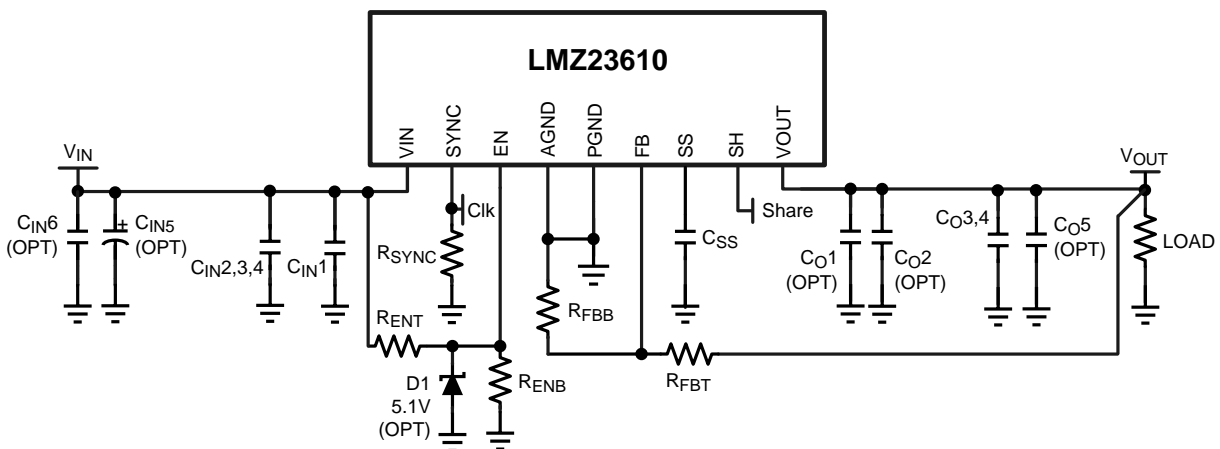 LMZ23610
VIN
SYNC
EN
AGND
PGND
FB
SS
SH
VOUT
VIN
VOUT
CIN6
(OPT)
CIN5
(OPT)
+
CIN2,3,4
CIN1
Clk
RSYNC
CSS
Share
CO1
(OPT)
CO2
(OPT)
CO3,4
CO5
(OPT)
LOAD
RENT
RFBB
D1
5.1V
(OPT)
RENB
RFBT